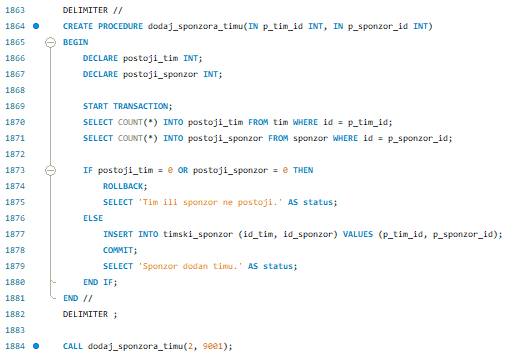 1863 DELIMITER //
1864 CREATE PROCEDURE dodaj_sponzora_timu(IN p_tim_id INT, IN p_sponzor_id INT)
1865 BEGIN
1866 DECLARE postoji_tim INT;
1867 DECLARE postoji_sponzor INT;
1868
1869 START TRANSACTION;
1870 SELECT COUNT(*) INTO postoji_tim FROM tim WHERE id = p_tim_id;
1871 SELECT COUNT(*) INTO postoji_sponzor FROM sponzor WHERE id = p_sponzor_id;
1872
1873 IF postoji_tim = 0 OR postoji_sponzor = 0 THEN
1874 ROLLBACK;
1875 SELECT 'Tim ili sponzor ne postoji.' AS status;
1876 ELSE
1877 INSERT INTO timski_sponzor (id_tim, id_sponzor) VALUES (p_tim_id, p_sponzor_id);
1878 COMMIT;
1879 SELECT 'Sponzor dodan timu.' AS status;
1880 END IF;
1881 END //
1882 DELIMITER ;
1883
1884 CALL dodaj_sponzora_timu(2, 9001);